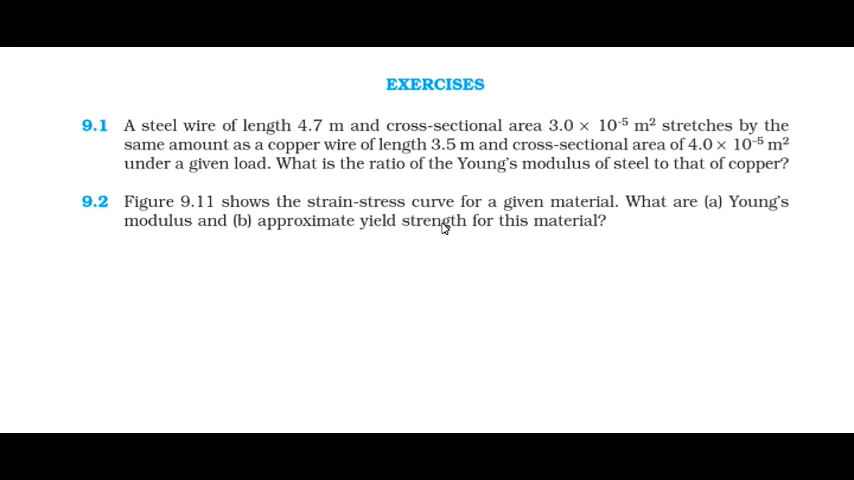 EXERCISES
9.1 A steel wire of length 4.7 m and cross-sectional area 3.0 × 10⁻⁵ m² stretches by the
same amount as a copper wire of length 3.5 m and cross-sectional area of 4.0 × 10⁻⁵ m²
under a given load. What is the ratio of the Young's modulus of steel to that of copper?
9.2 Figure 9.11 shows the strain-stress curve for a given material. What are (a) Young's
modulus and (b) approximate yield strength for this material?